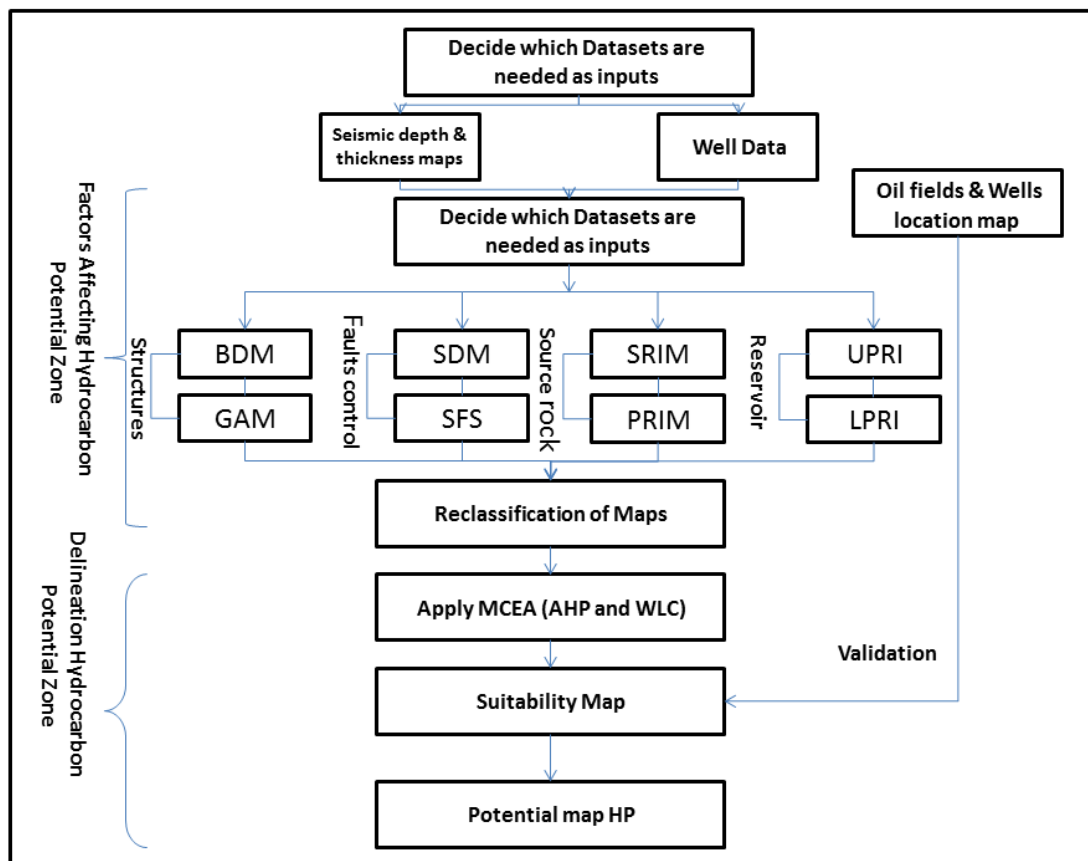 Decide which Datasets are
needed as inputs
Seismic depth &
thickness maps
Well Data
Oil fields & Wells
location map
Decide which Datasets are
needed as inputs
Factors Affecting Hydrocarbon
Potential Zone
Structures
BDM
GAM
Faults control
SDM
SFS
Source rock
SRIM
PRIM
Reservoir
UPRI
LPRI
Reclassification of Maps
Delineation Hydrocarbon
Potential Zone
Apply MCEA (AHP and WLC)
Validation
Suitability Map
Potential map HP